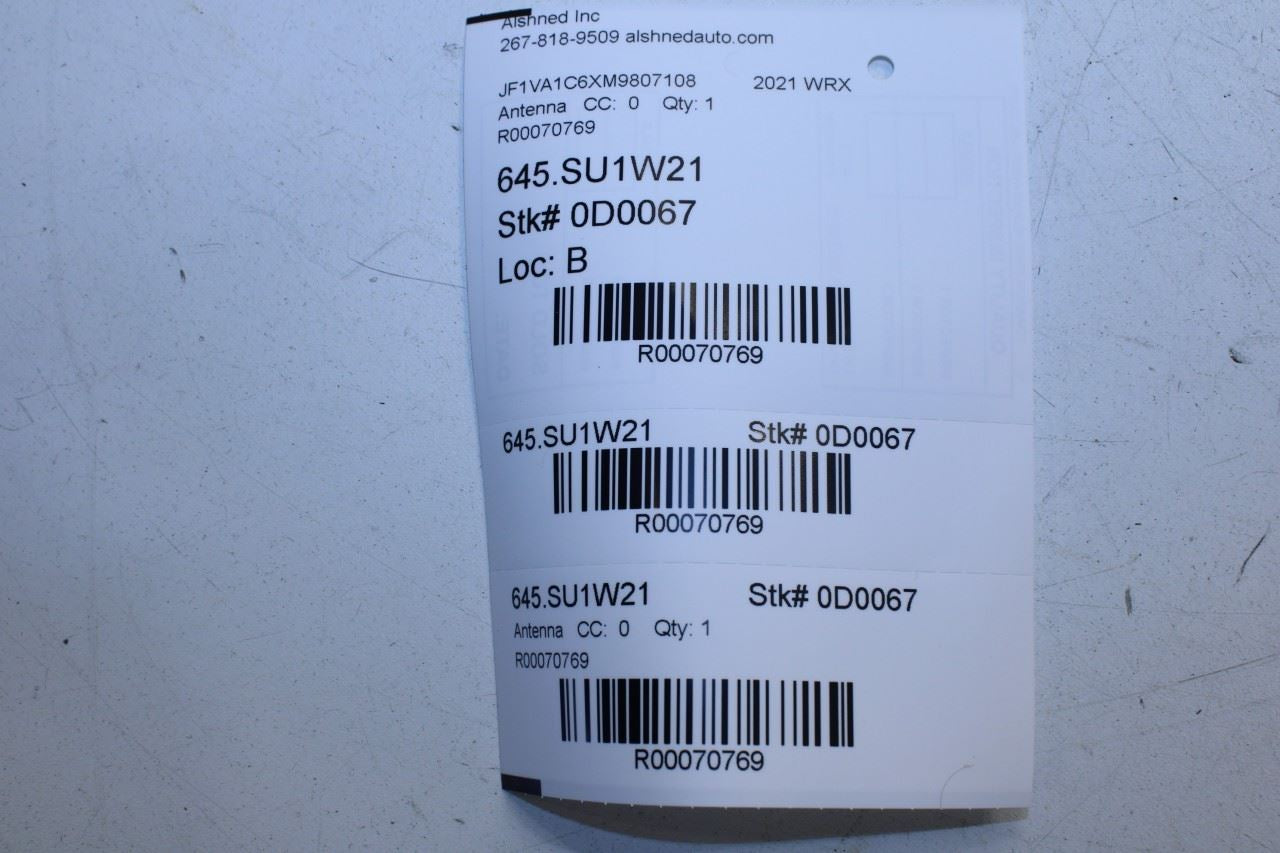 Alshned Inc
267-818-9509 alshnedauto.com
JF1VA1C6XM9807108 2021 WRX
Antenna CC: 0 Qty: 1
R00070769
645.SU1W21
Stk# 0D0067
Loc: B
R00070769
645.SU1W21 Stk# 0D0067
R00070769
645.SU1W21 Stk# 0D0067
Antenna CC: 0 Qty: 1
R00070769
R00070769